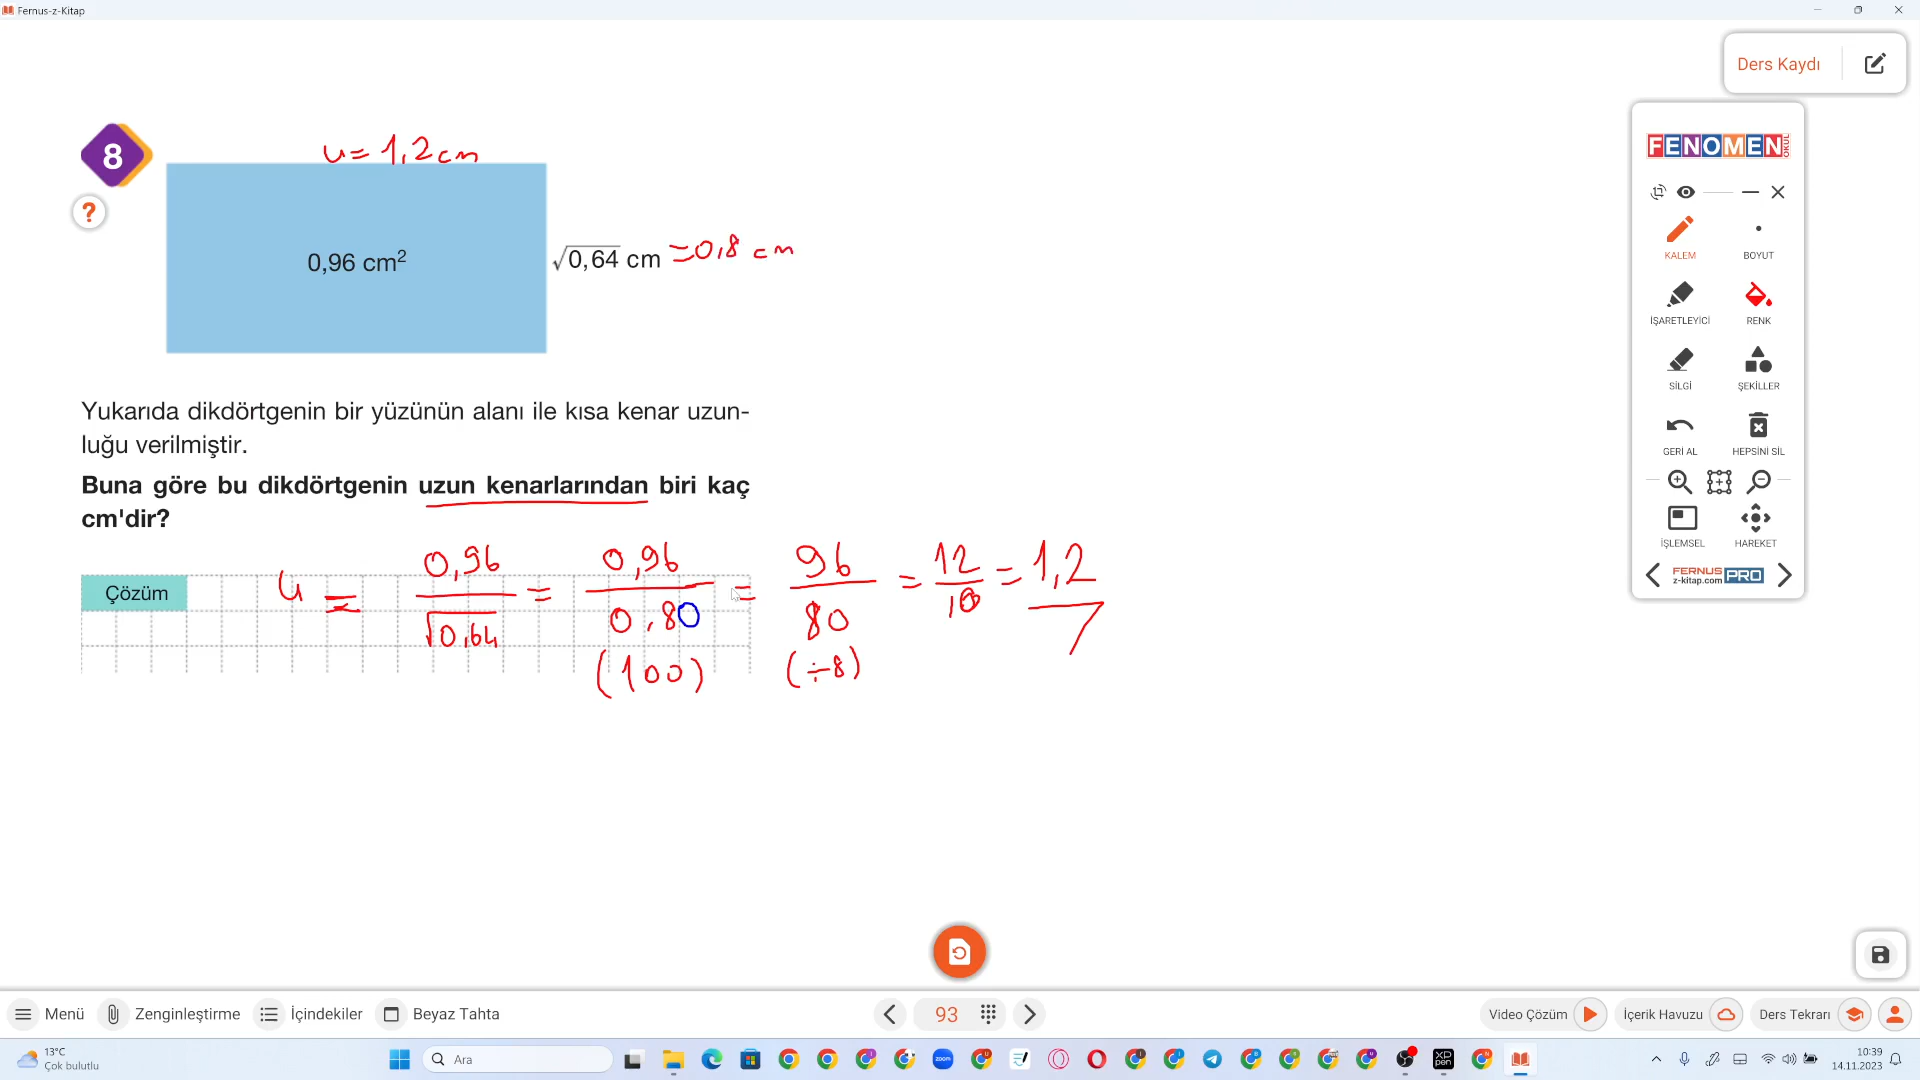 Fernus-z-Kitap
Ders Kaydı
8
u = 1,2 cm
?
0,96 cm²
√0,64 cm = 0,8 cm
Yukarıda dikdörtgenin bir yüzünün alanı ile kısa kenar uzun-
luğu verilmiştir.
Buna göre bu dikdörtgenin uzun kenarlarından biri kaç
cm'dir?
Çözüm
u = 0,96 / √0,64 = 0,96 / 0,80 = 96 / 80 = 12 / 10 = 1,2
(100) (÷8)
FENOMEN OKUL
KALEM BOYUT
İŞARETLEYİCİ RENK
SİLGİ ŞEKİLLER
GERİ AL HEPSİNİ SİL
İŞLEMSEL HAREKET
FERNUS
z-kitap.com PRO
Menü Zenginleştirme İçindekiler Beyaz Tahta 93 Video Çözüm İçerik Havuzu Ders Tekrarı
13°C
Çok bulutlu
Ara
zoom
XP
pen
10:39
14.11.2023